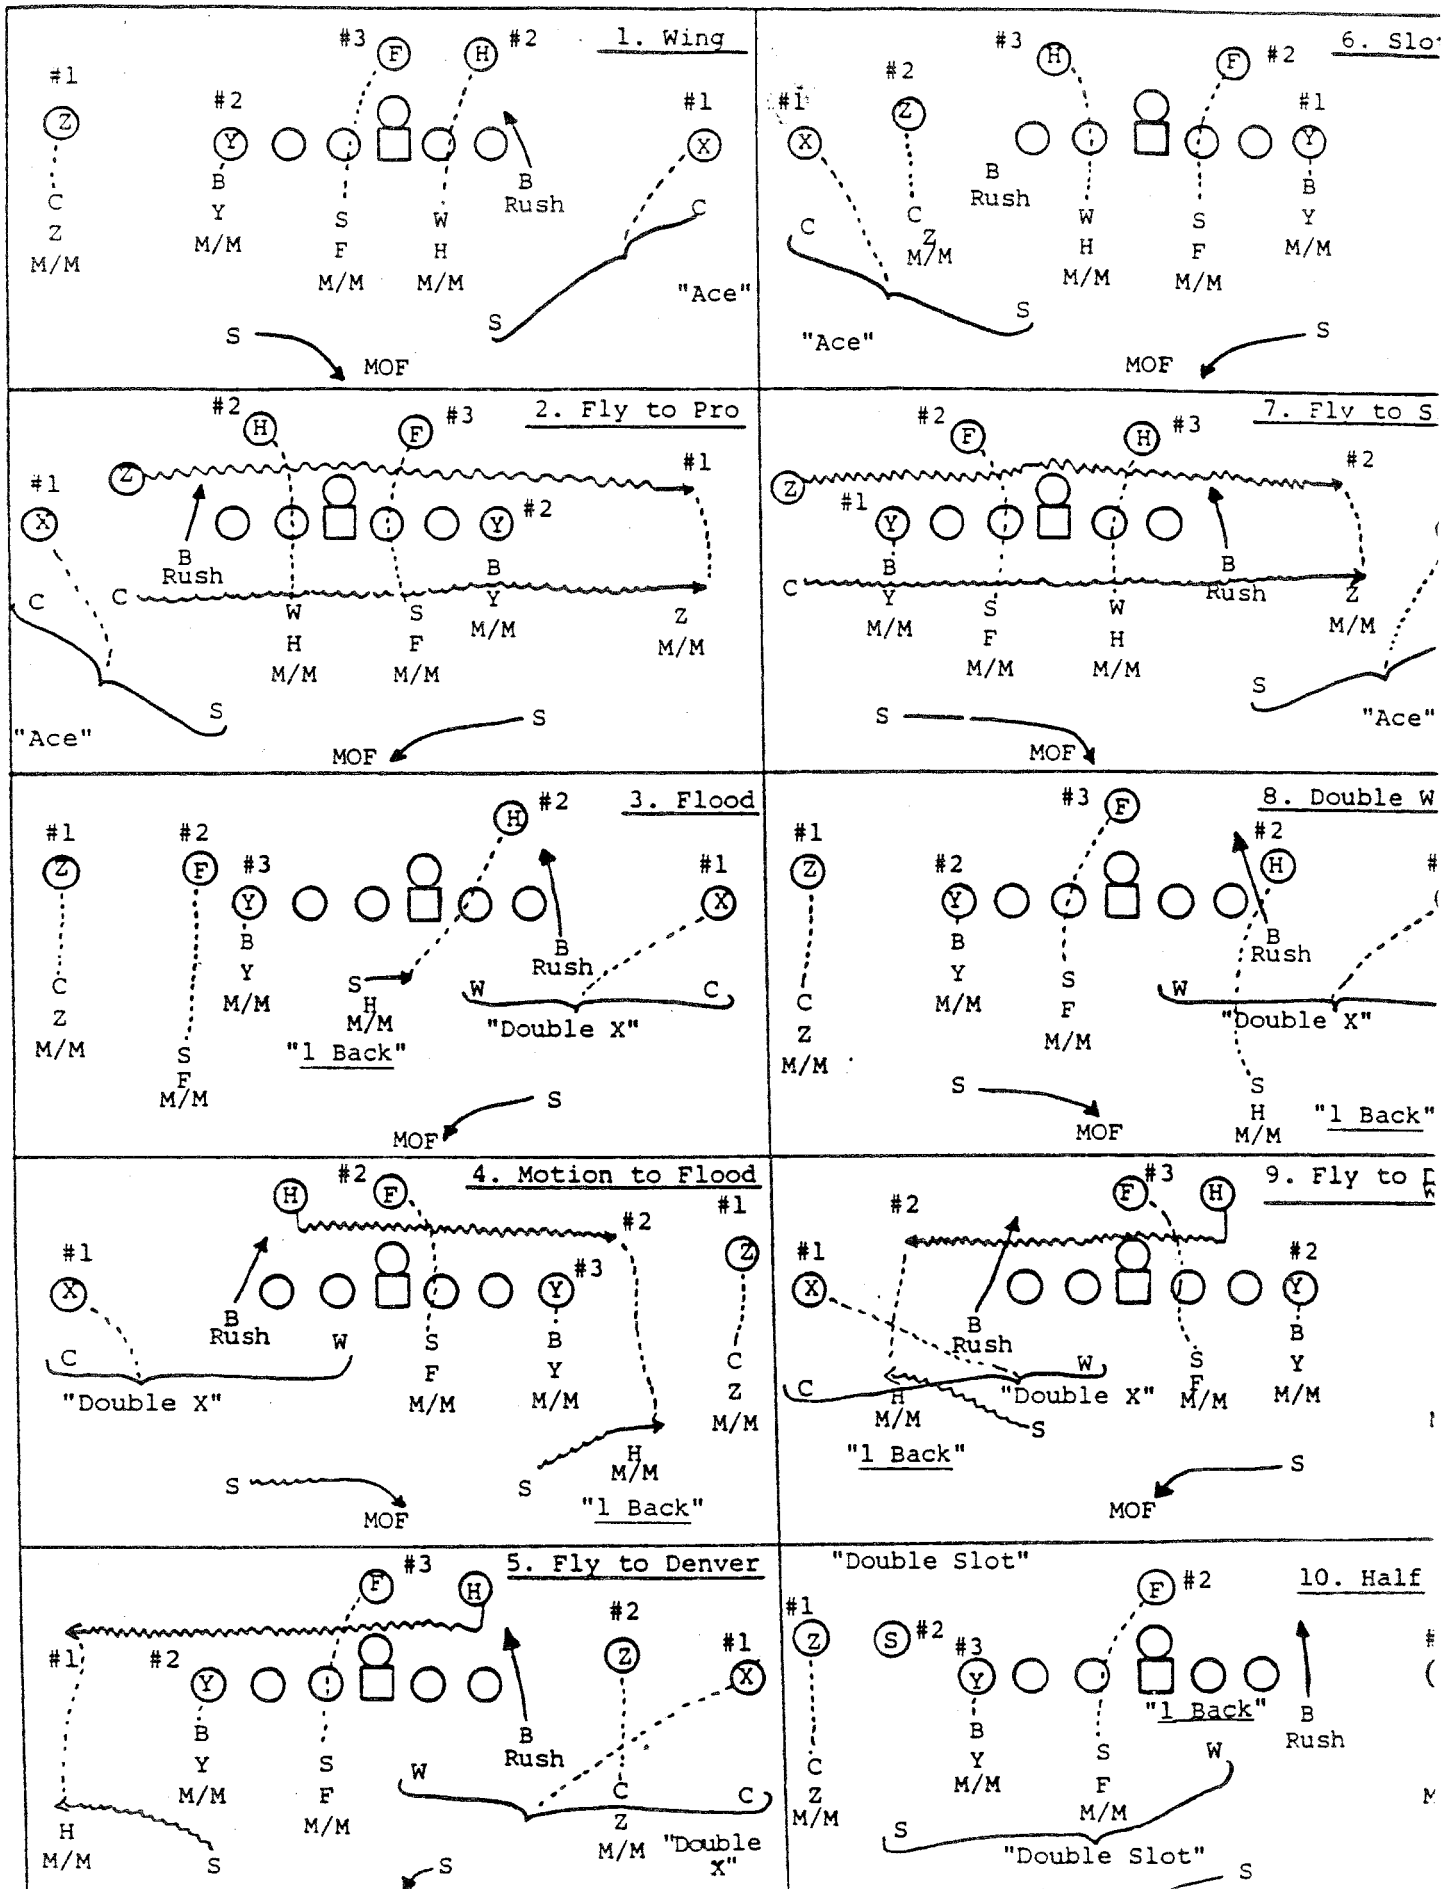 1. Wing
#3 F H #2
#1
Z
#2
Y
#1
X
B
Y
M/M
C
Z
M/M
S
F
M/M
W
H
M/M
B
Rush
C
"Ace"
S
S
MOF
6. Slo
#3 H
F #2
#2
Z
#1
X
#1
Y
B
Rush
C
C
Z
M/M
W
H
M/M
S
F
M/M
B
Y
M/M
S
"Ace"
S
MOF
2. Fly to Pro
#2 H
F #3
Z
#1
#1
X
Y #2
B
Rush
C
C
W
H
M/M
S
F
M/M
B
Y
M/M
Z
M/M
"Ace"
S
S
MOF
7. Fly to S
#2 F
H #3
Z
#2
#1 Y
B
Y
M/M
C
B
Rush
S
F
M/M
W
H
M/M
Z
M/M
S
S
"Ace"
MOF
3. Flood
H #2
#1
Z
#2
F
#3
Y
#1
X
B
Y
M/M
B
Rush
C
Z
M/M
S
H
M/M
"1 Back"
W
C
"Double X"
S
F
M/M
S
MOF
8. Double W
#3 F
#1
Z
#2
Y
#2
H
B
Y
M/M
B
Rush
C
Z
M/M
S
F
M/M
W
"Double X"
S
S
H
M/M
"1 Back"
MOF
4. Motion to Flood
H
#2 F
#2
#1
Z
#1
X
Y #3
B
Rush
W
C
"Double X"
S
F
M/M
B
Y
M/M
C
Z
M/M
S
S
H
M/M
"1 Back"
MOF
9. Fly to
#3
F
H
#2
#1
X
#2
Y
B
Rush
C
W
"Double X"
H
M/M
"1 Back"
S
F
M/M
B
Y
M/M
S
S
MOF
5. Fly to Denver
F #3
H
#1
#2
Y
#2
Z
#1
X
B
Y
M/M
S
F
M/M
B
Rush
W
C
Z
M/M
C
"Double
X"
H
M/M
S
S
"Double Slot"
10. Half
F #2
#1
Z
S #2
#3
Y
"1 Back"
B
Rush
B
Y
M/M
C
Z
M/M
S
F
M/M
W
S
"Double Slot"
S